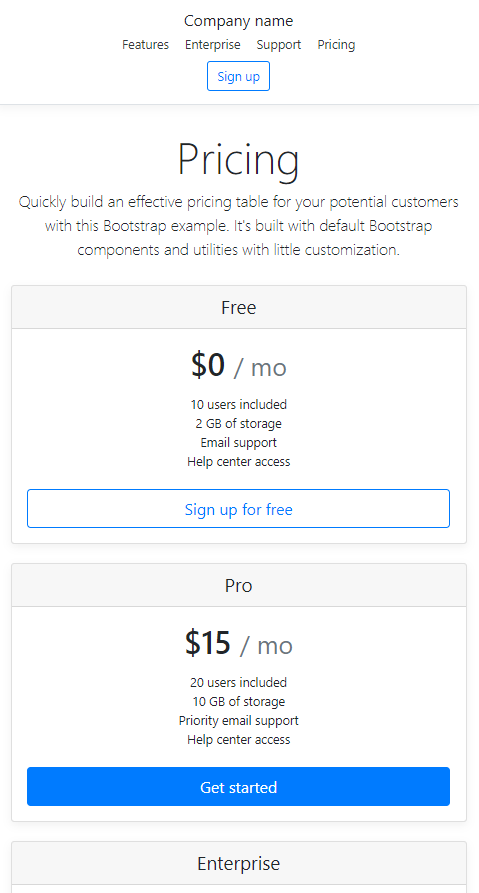 Company name
Features Enterprise Support Pricing
Sign up
Pricing
Quickly build an effective pricing table for your potential customers
with this Bootstrap example. It's built with default Bootstrap
components and utilities with little customization.
Free
$0 / mo
10 users included
2 GB of storage
Email support
Help center access
Sign up for free
Pro
$15 / mo
20 users included
10 GB of storage
Priority email support
Help center access
Get started
Enterprise